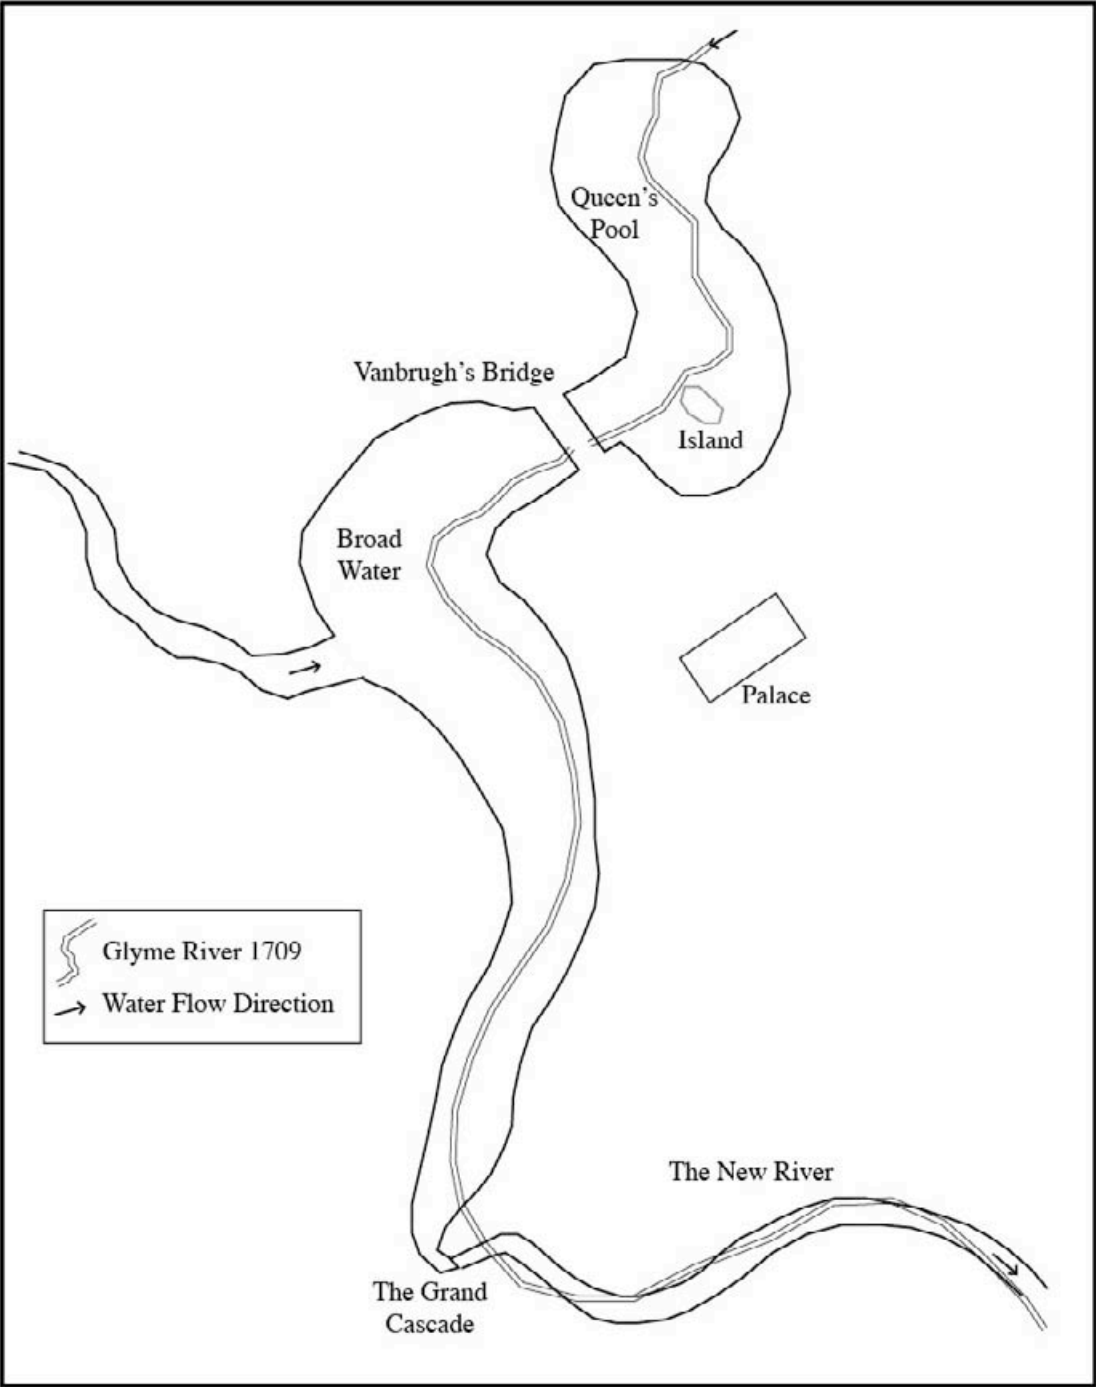 Queen's
Pool
Vanbrugh's Bridge
Island
Broad
Water
Palace
Glyme River 1709
Water Flow Direction
The New River
The Grand
Cascade